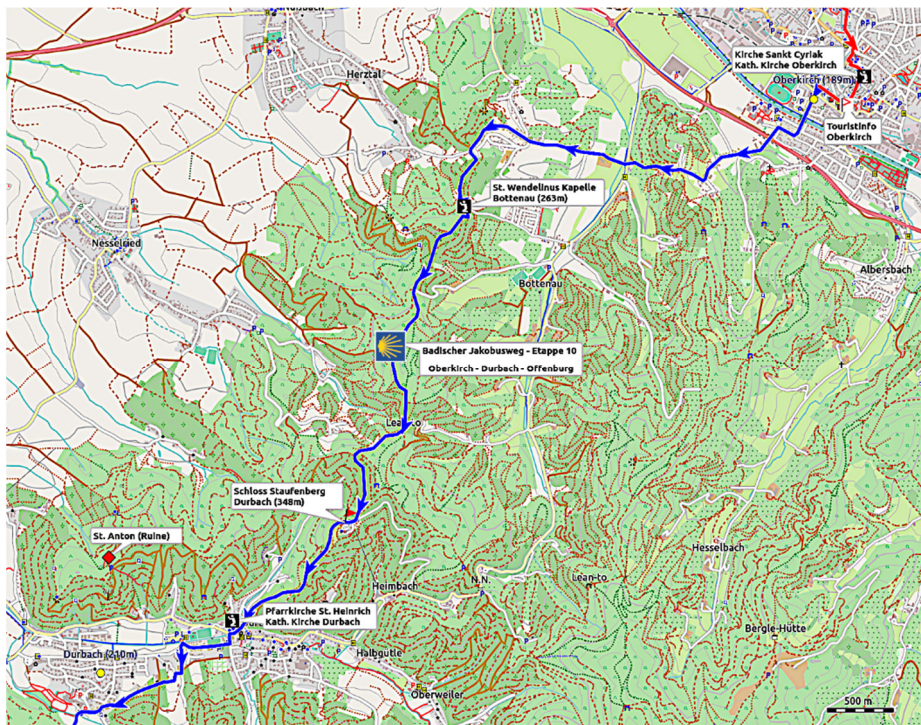 Nußbach
Herztal
Kirche Sankt Cyriak
Kath. Kirche Oberkirch
Oberkirch (189m)
TouristInfo
Oberkirch
St. Wendelinus Kapelle
Bottenau (263m)
Nesselried
Bottenau
Albersbach
Badischer Jakobusweg - Etappe 10
Oberkirch - Durbach - Offenburg
Schloss Staufenberg
Durbach (348m)
St. Anton (Ruine)
Hesselbach
Heimbach
N.N.
Lean-to
Pfarrkirche St. Heinrich
Kath. Kirche Durbach
Bergle-Hütte
Durbach (210m)
Halbgütle
Oberweiler
500 m